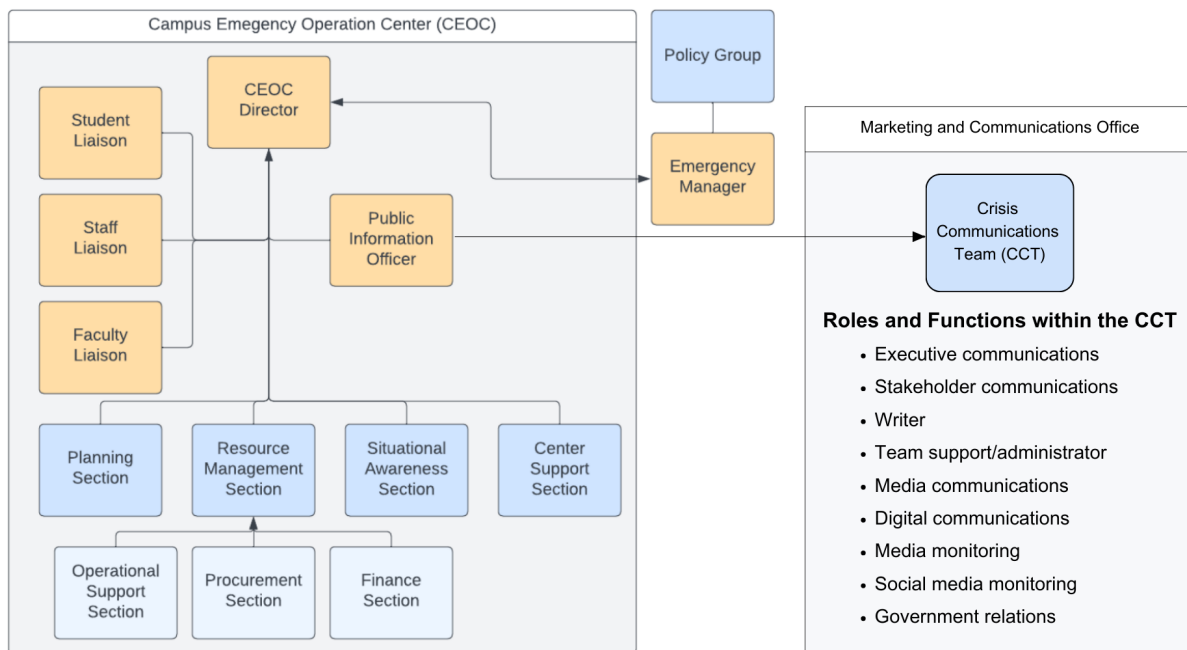 Campus Emegency Operation Center (CEOC)
CEOC
Director
Student
Liaison
Staff
Liaison
Faculty
Liaison
Public
Information
Officer
Planning
Section
Resource
Management
Section
Situational
Awareness
Section
Center
Support
Section
Operational
Support
Section
Procurement
Section
Finance
Section
Policy Group
Emergency
Manager
Marketing and Communications Office
Crisis
Communications
Team (CCT)
Roles and Functions within the CCT
• Executive communications
• Stakeholder communications
• Writer
• Team support/administrator
• Media communications
• Digital communications
• Media monitoring
• Social media monitoring
• Government relations